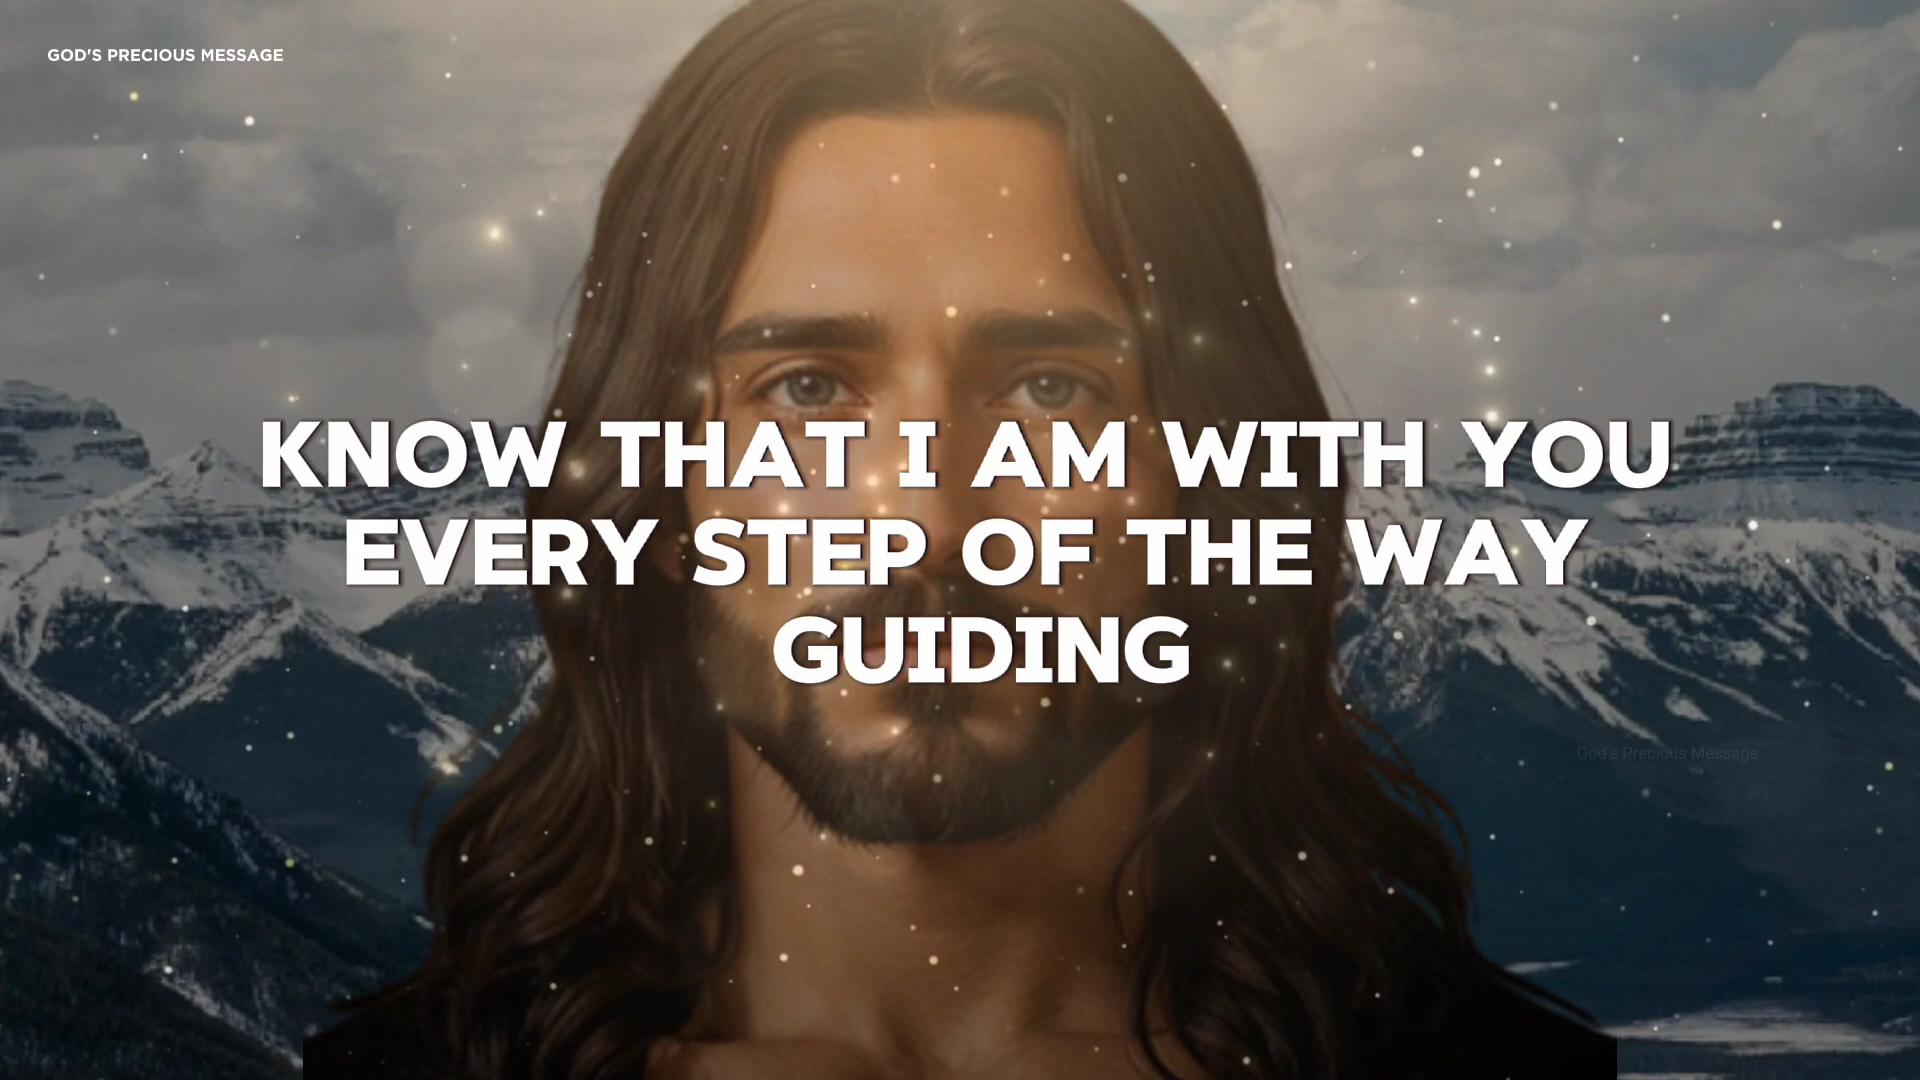 GOD'S PRECIOUS MESSAGE
KNOW THAT I AM WITH YOU
EVERY STEP OF THE WAY
GUIDING
God's Precious Message